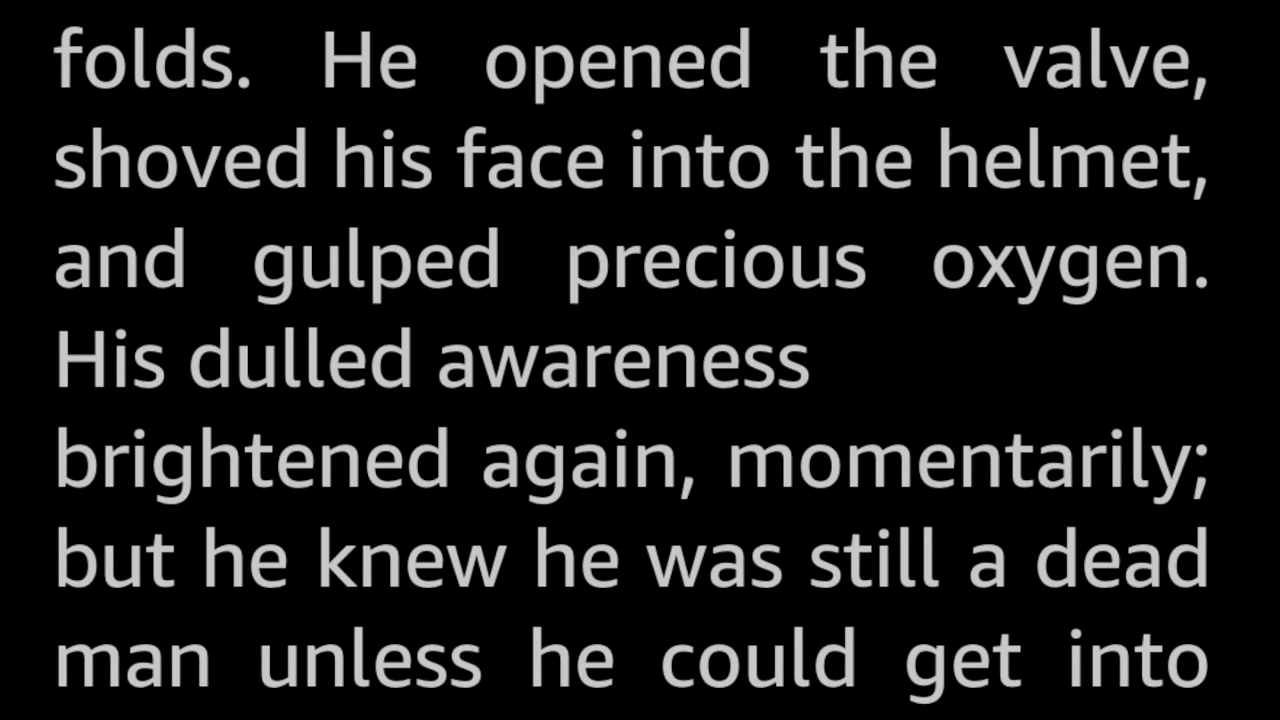 folds. He opened the valve,
shoved his face into the helmet,
and gulped precious oxygen.
His dulled awareness
brightened again, momentarily;
but he knew he was still a dead
man unless he could get into